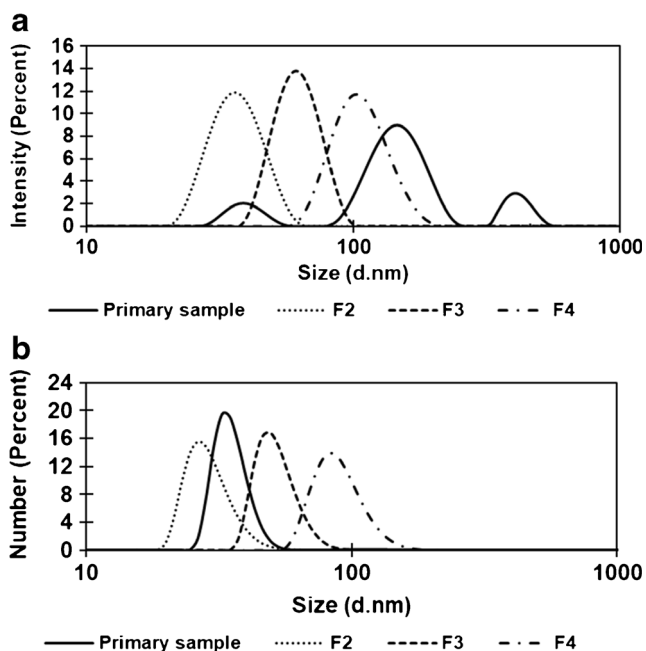 a
16
14
12
10
8
6
4
2
0
Intensity (Percent)
10 100 1000
Size (d.nm)
Primary sample F2 F3 F4
b
24
20
16
12
8
4
0
Number (Percent)
10 100 1000
Size (d.nm)
Primary sample F2 F3 F4